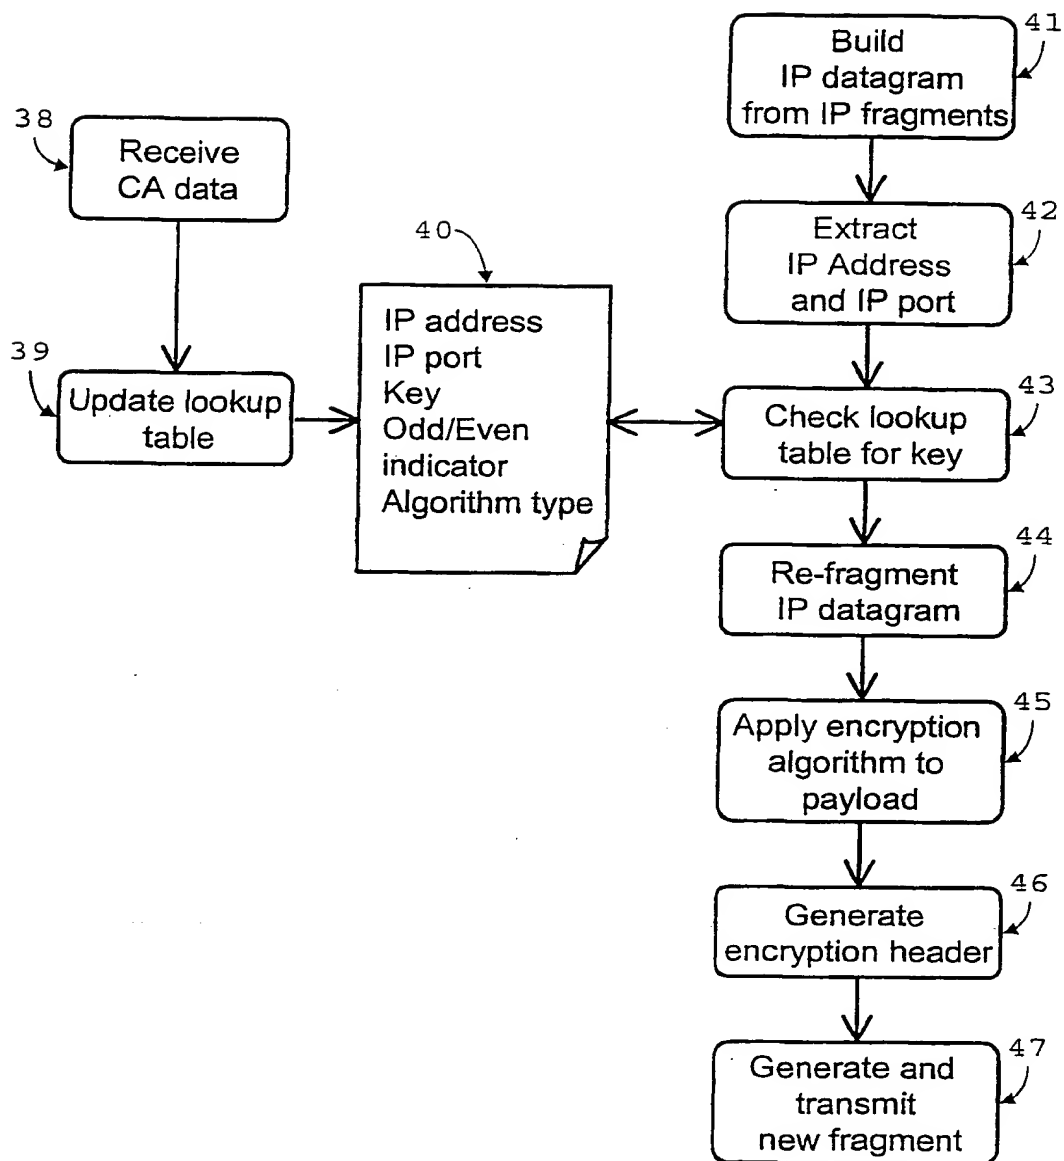 38
Receive
CA data
39
Update lookup
table
40
IP address
IP port
Key
Odd/Even
indicator
Algorithm type
41
Build
IP datagram
from IP fragments
42
Extract
IP Address
and IP port
43
Check lookup
table for key
44
Re-fragment
IP datagram
45
Apply encryption
algorithm to
payload
46
Generate
encryption header
47
Generate and
transmit
new fragment